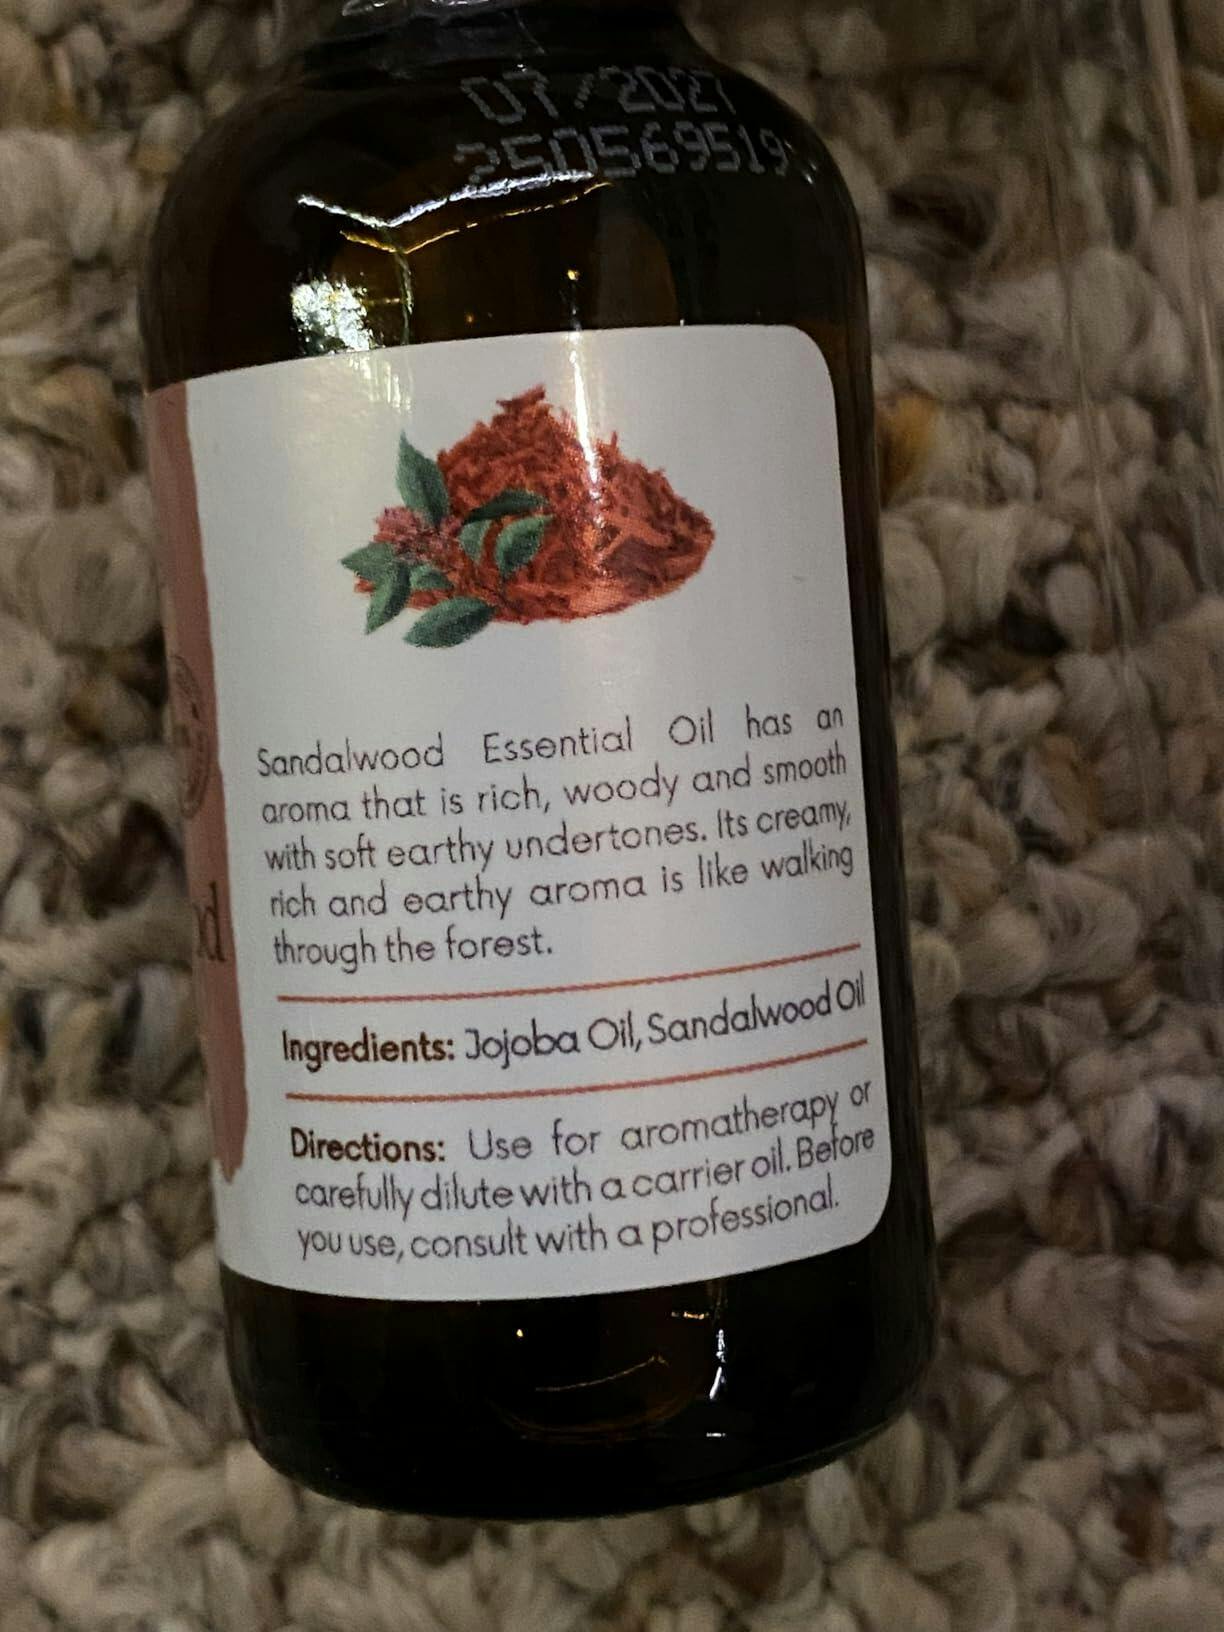 07/2027
250569519
Sandalwood Essential Oil has an
aroma that is rich, woody and smooth
with soft earthy undertones. Its creamy,
rich and earthy aroma is like walking
through the forest.
Ingredients: Jojoba Oil, Sandalwood Oil
Directions: Use for aromatherapy or
carefully dilute with a carrier oil. Before
you use, consult with a professional.